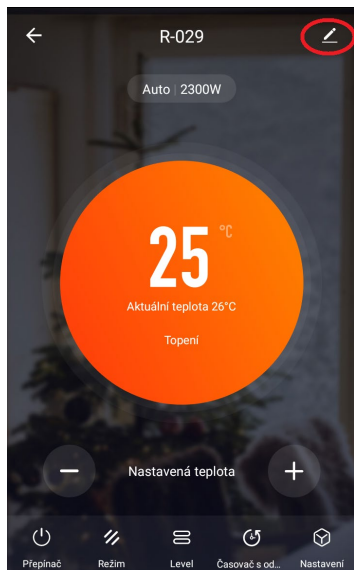 R-029
Auto | 2300W
25 °C
Aktuální teplota 26°C
Topení
Nastavená teplota
Přepínač Režim Level Časovač s od... Nastavení